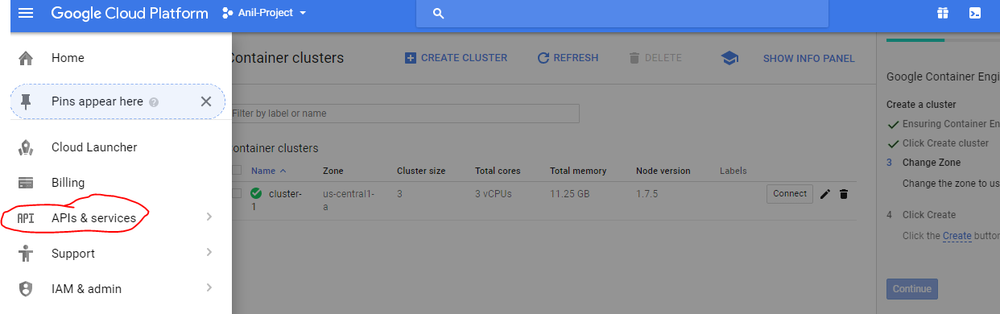 Google Cloud Platform Anil-Project
Home
Pins appear here
Cloud Launcher
Billing
API APIs & services
Support
IAM & admin
Container clusters CREATE CLUSTER REFRESH DELETE SHOW INFO PANEL
Filter by label or name
ontainer clusters
Name Zone Cluster size Total cores Total memory Node version Labels
cluster- us-central1- 3 3 vCPUs 11.25 GB 1.7.5 Connect
1 a
Google Container Engi
Create a cluster
Ensuring Container En
Click Create cluster
3 Change Zone
Change the zone to us
4 Click Create
Click the Create button
Continue